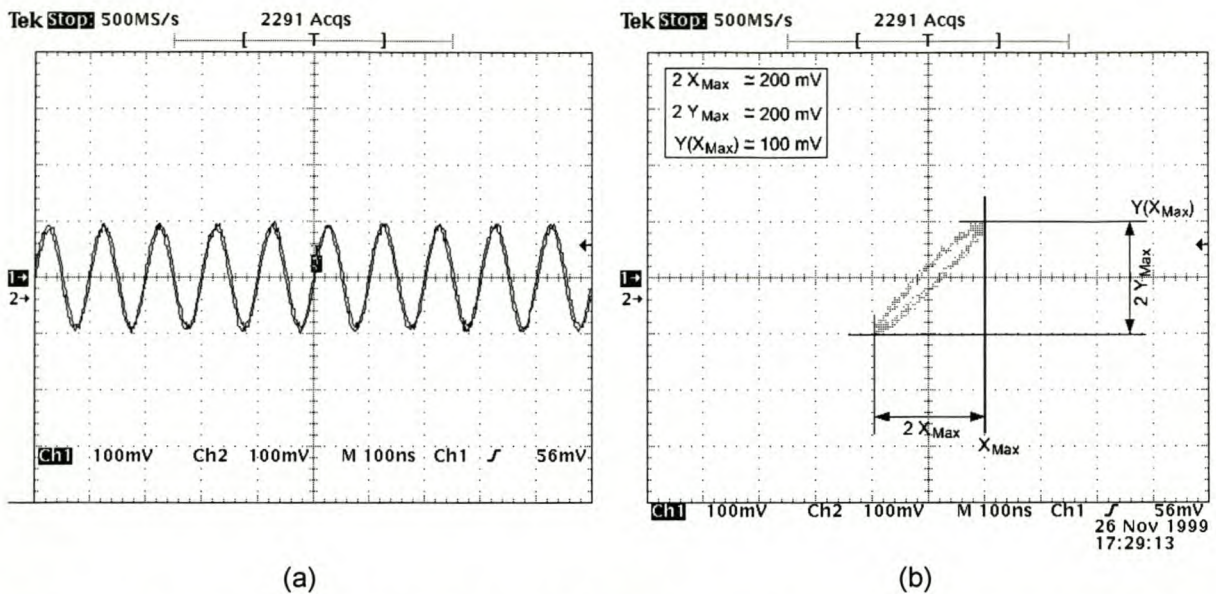 Tek Stop: 500MS/s 2291 Acqs
[ T ]
1→
2→
Ch1 100mV Ch2 100mV M 100ns Ch1 ƒ 56mV
(a)
Tek Stop: 500MS/s 2291 Acqs
[ T ]
2 XMax ≃ 200 mV
2 YMax ≃ 200 mV
Y(XMax) ≃ 100 mV
Y(XMax)
1→
2→
2 YMax
2 XMax
XMax
Ch1 100mV Ch2 100mV M 100ns Ch1 ƒ 56mV
26 Nov 1999
17:29:13
(b)